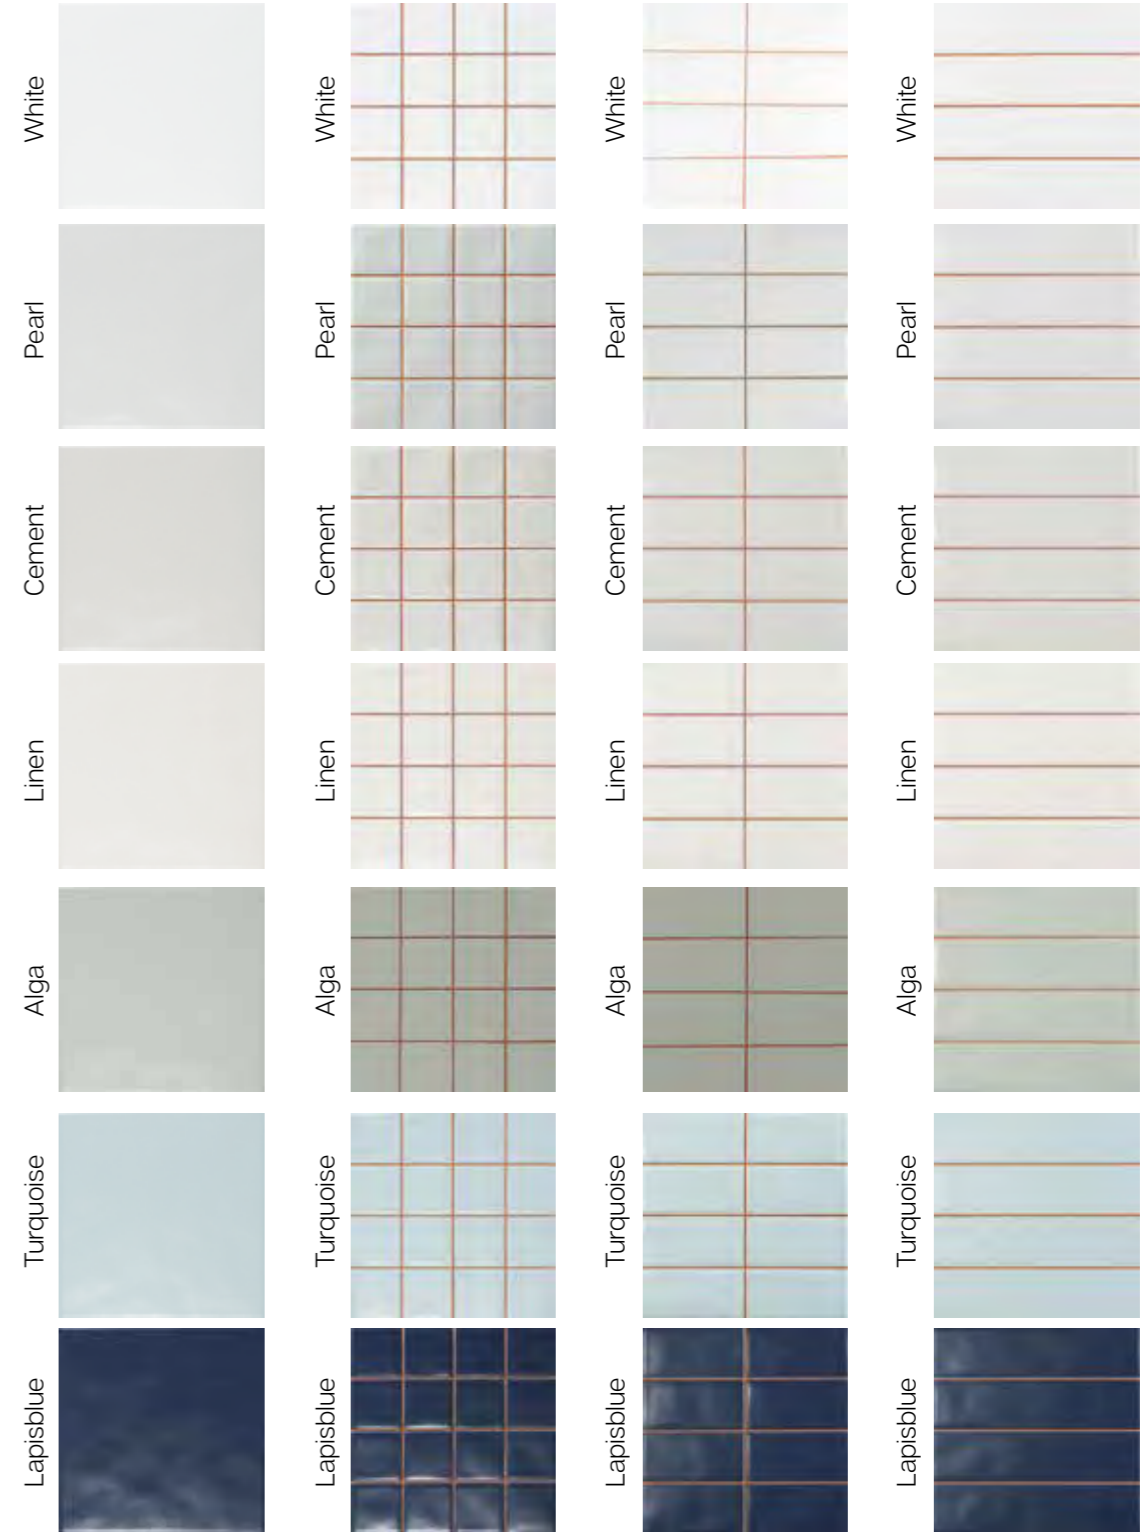 White
White
White
White
Pearl
Pearl
Pearl
Pearl
Cement
Cement
Cement
Cement
Linen
Linen
Linen
Linen
Alga
Alga
Alga
Alga
Turquoise
Turquoise
Turquoise
Turquoise
Lapisblue
Lapisblue
Lapisblue
Lapisblue